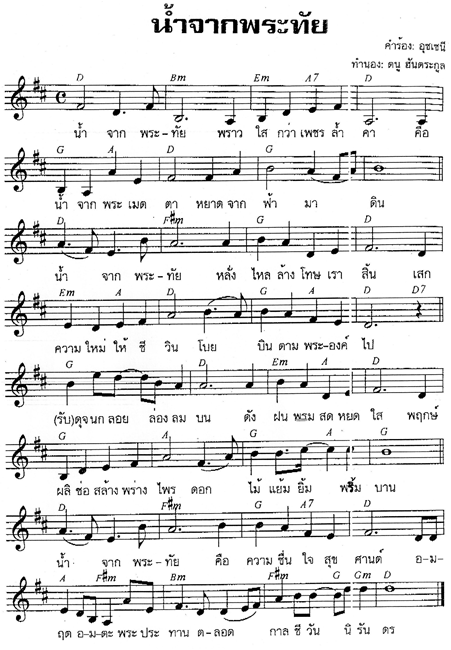 น้ำจากพระทัย
คำร้อง: อุชเชนี
ทำนอง: ดนู ฮันตระกูล
D Bm Em A7 D
น้ำ จาก พระ-ทัย พราว ใส กว่า เพชร ล้ำ คา คือ
G A D Bm Em A G
น้ำ จาก พระ เมต ตา หยาด จาก ฟ้า มา ดิน
D F#m G A D
น้ำ จาก พระ-ทัย หลั่ง ไหล ล้าง โทษ เรา สิ้น เสก
Em A D G Em A D D7
ความ ใหม่ ให้ ชี วิน โบย บิน ตาม พระ-องค์ ไป
G D A D Em A D
(รับ)ดุจ นก ลอย ล่อง ลม บน ดัง ฝน พรม สด หยด ใส พฤกษ์
G A D F#m G A G A
ผลิ ช่อ สล้าง พร่าง ไพร ดอก ไม้ แย้ม ยิ้ม พริ้ม บาน
D F#m G A7 D
น้ำ จาก พระ-ทัย คือ ความ ชื่น ใจ สุข ศานต์ อ-ม-
A F#m Bm Em F#m G Gm D
ฤต อ-ม-ตะ พระ ประ ทาน ต-ลอด กาล ชี วัน นิ รันดร